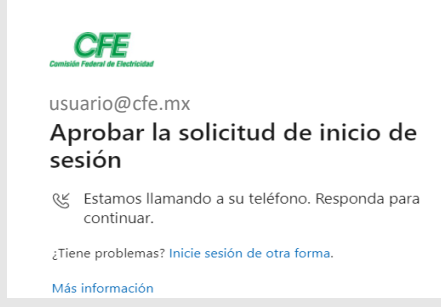 CFE
Comisión Federal de Electricidad
usuario@cfe.mx
Aprobar la solicitud de inicio de
sesión
Estamos llamando a su teléfono. Responda para
continuar.
¿Tiene problemas? Inicie sesión de otra forma.
Más información